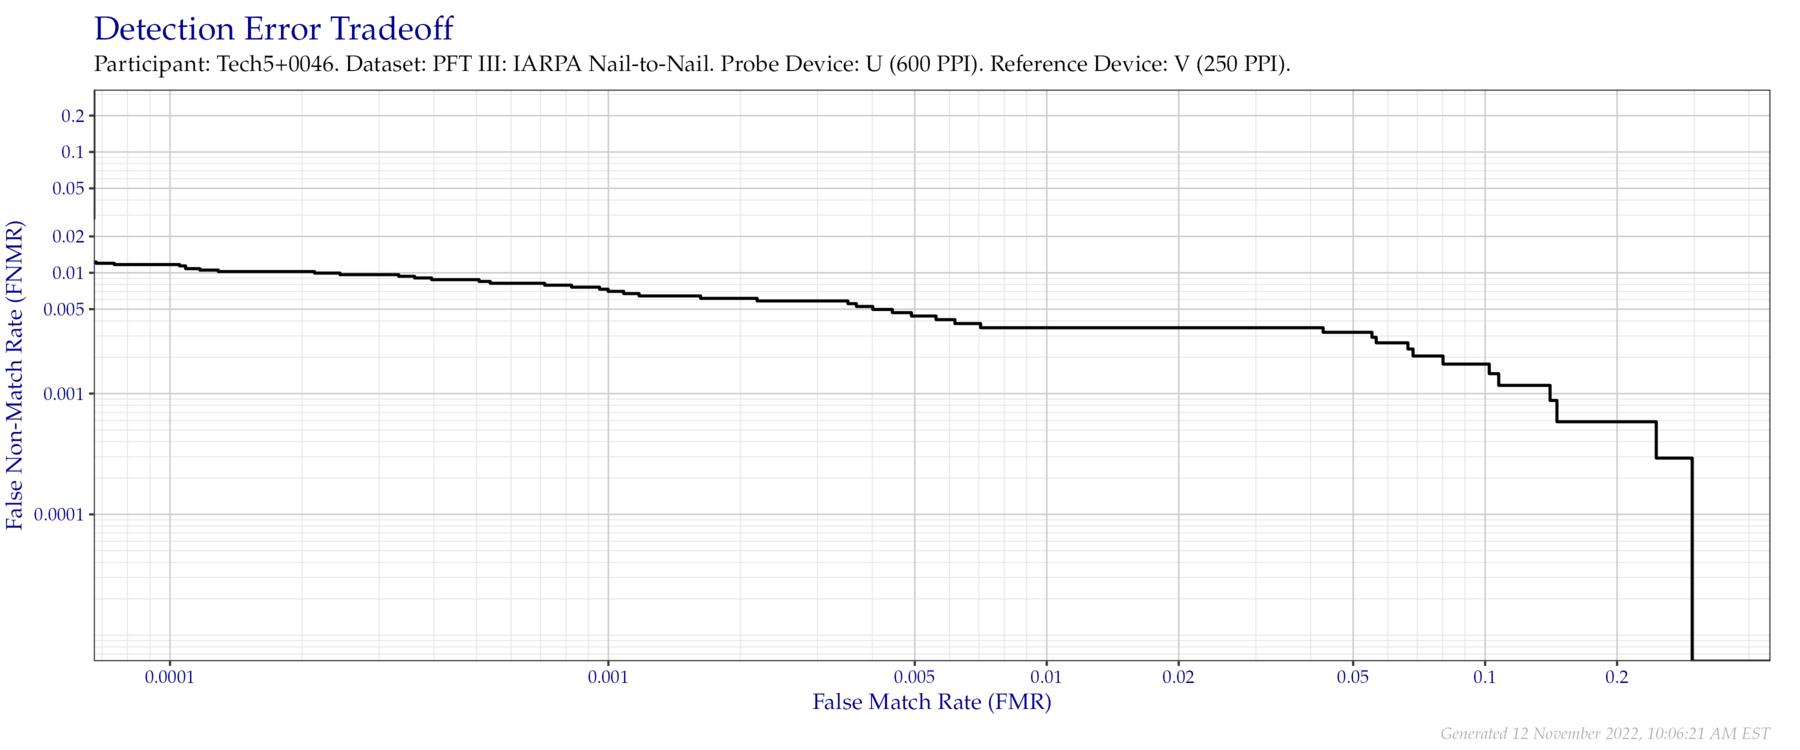 Detection Error Tradeoff
Participant: Tech5+0046. Dataset: PFT III: IARPA Nail-to-Nail. Probe Device: U (600 PPI). Reference Device: V (250 PPI).
False Non-Match Rate (FNMR)
0.2
0.1
0.05
0.02
0.01
0.005
0.001
0.0001
0.0001 0.001 0.005 0.01 0.02 0.05 0.1 0.2
False Match Rate (FMR)
Generated 12 November 2022, 10:06:21 AM EST